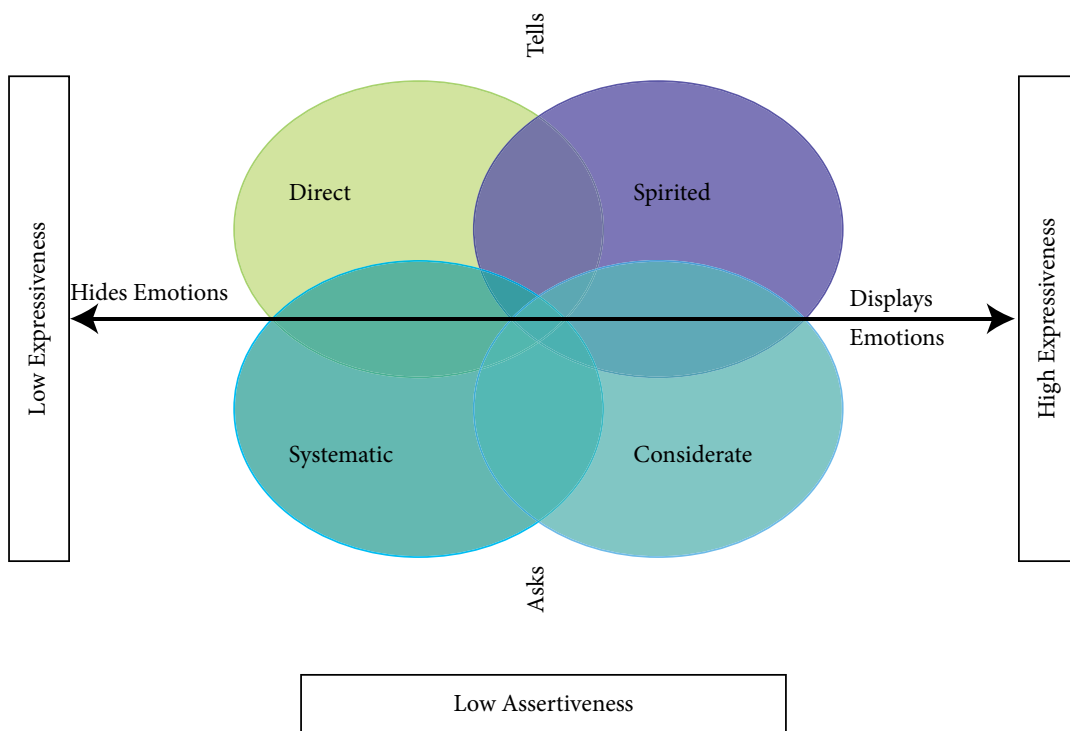 Tells
Direct
Spirited
Low Expressiveness
Hides Emotions
Displays
Emotions
High Expressiveness
Systematic
Considerate
Asks
Low Assertiveness